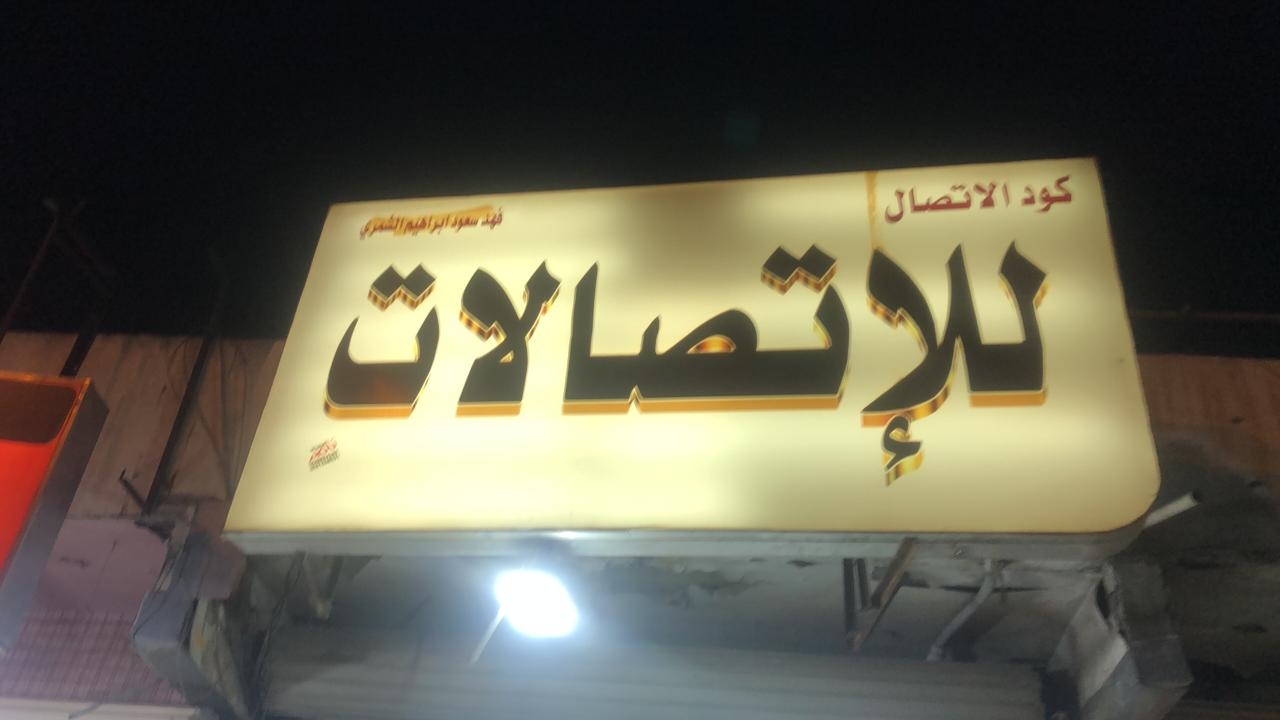 كود الاتصال
فهد سعود ابراهيم الشمري
للإتصالات